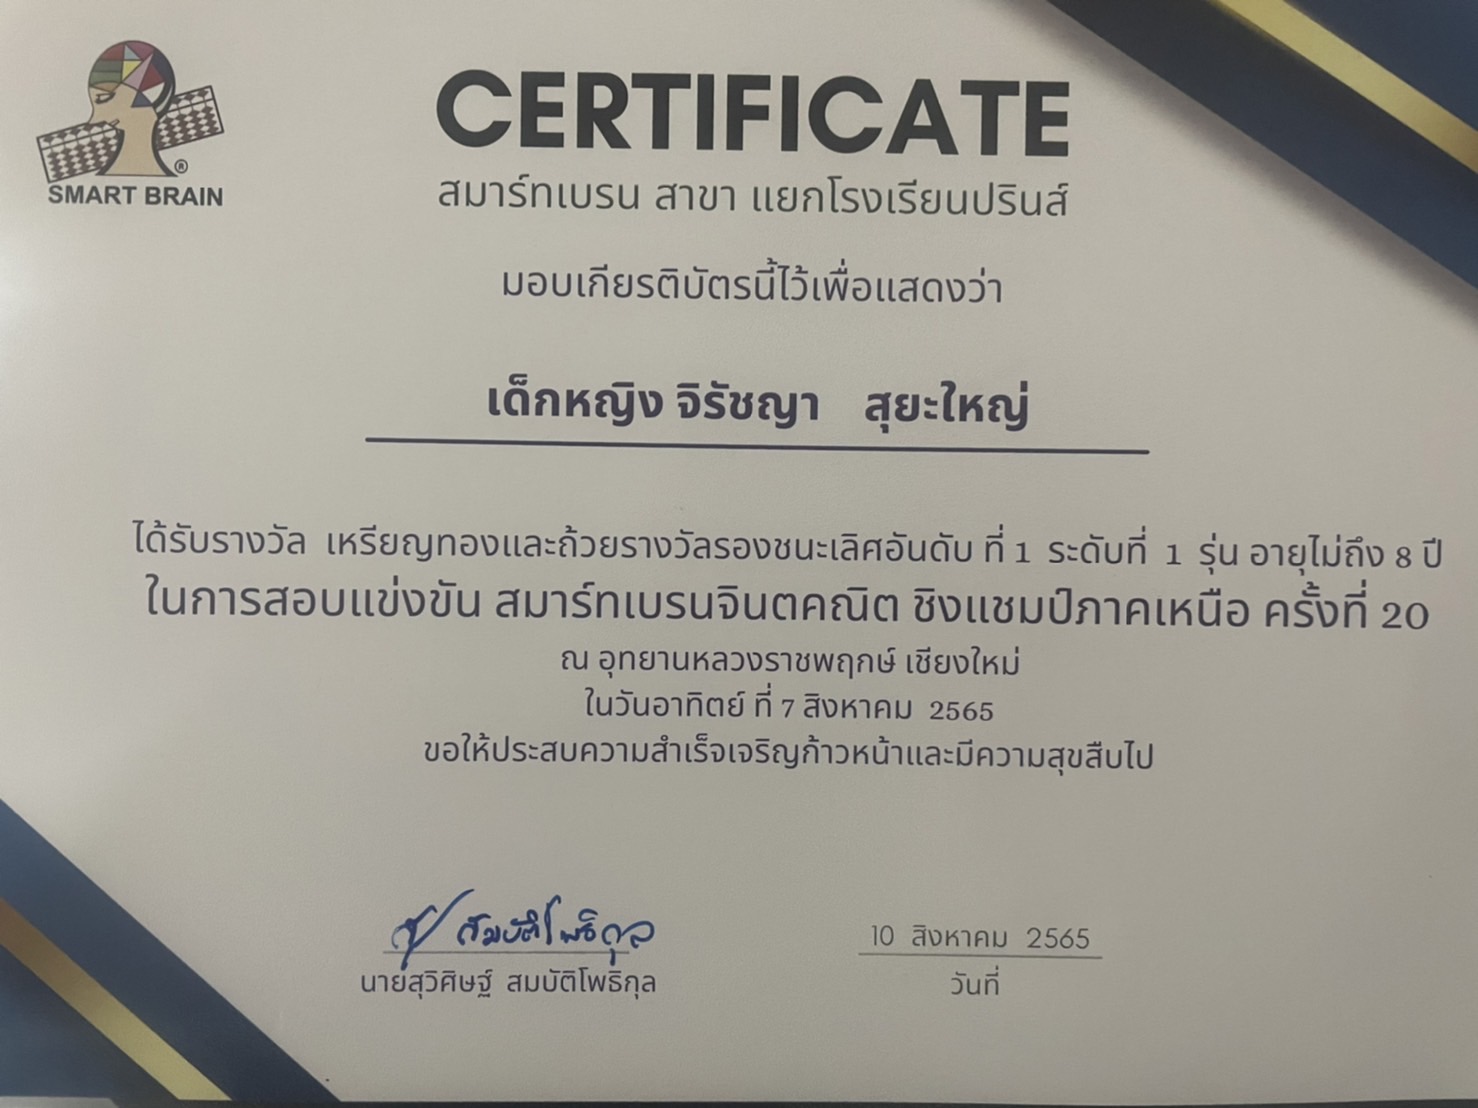 CERTIFICATE
SMART BRAIN
สมาร์ทเบรน สาขา แยกโรงเรียนปรินส์
มอบเกียรติบัตรนี้ไว้เพื่อแสดงว่า
เด็กหญิง จิรัชญา สุยะใหญ่
ได้รับรางวัล เหรียญทองและถ้วยรางวัลรองชนะเลิศอันดับ ที่ 1 ระดับที่ 1 รุ่น อายุไม่ถึง 8 ปี
ในการสอบแข่งขัน สมาร์ทเบรนจินตคณิต ชิงแชมป์ภาคเหนือ ครั้งที่ 20
ณ อุทยานหลวงราชพฤกษ์ เชียงใหม่
ในวันอาทิตย์ ที่ 7 สิงหาคม 2565
ขอให้ประสบความสำเร็จเจริญก้าวหน้าและมีความสุขสืบไป
สมบัติโพธิกุล
นายสุวิศิษฐ์ สมบัติโพธิกุล
10 สิงหาคม 2565
วันที่